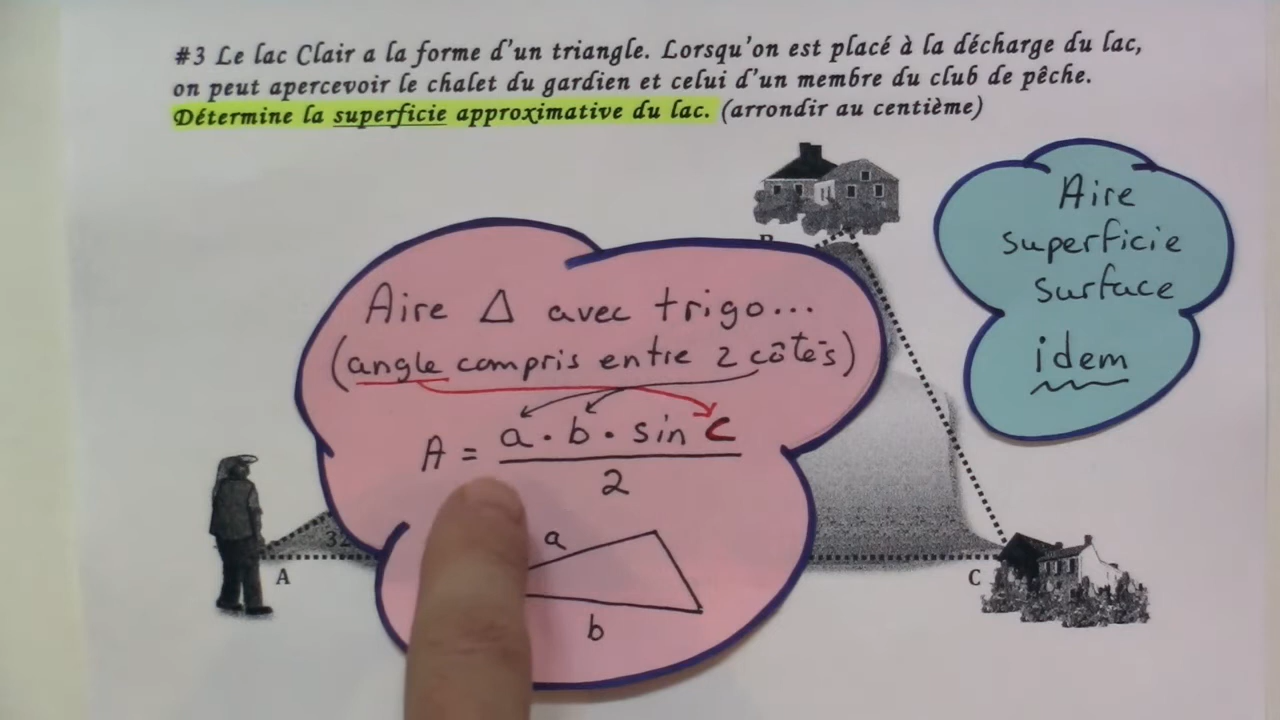 #3 Le lac Clair a la forme d'un triangle. Lorsqu'on est placé à la décharge du lac,
on peut apercevoir le chalet du gardien et celui d'un membre du club de pêche.
Détermine la superficie approximative du lac. (arrondir au centième)
Aire
superficie
surface
idem
Aire Δ avec trigo...
(angle compris entre 2 côtés)
A = a · b · sin C
2
a
b
32
A
C